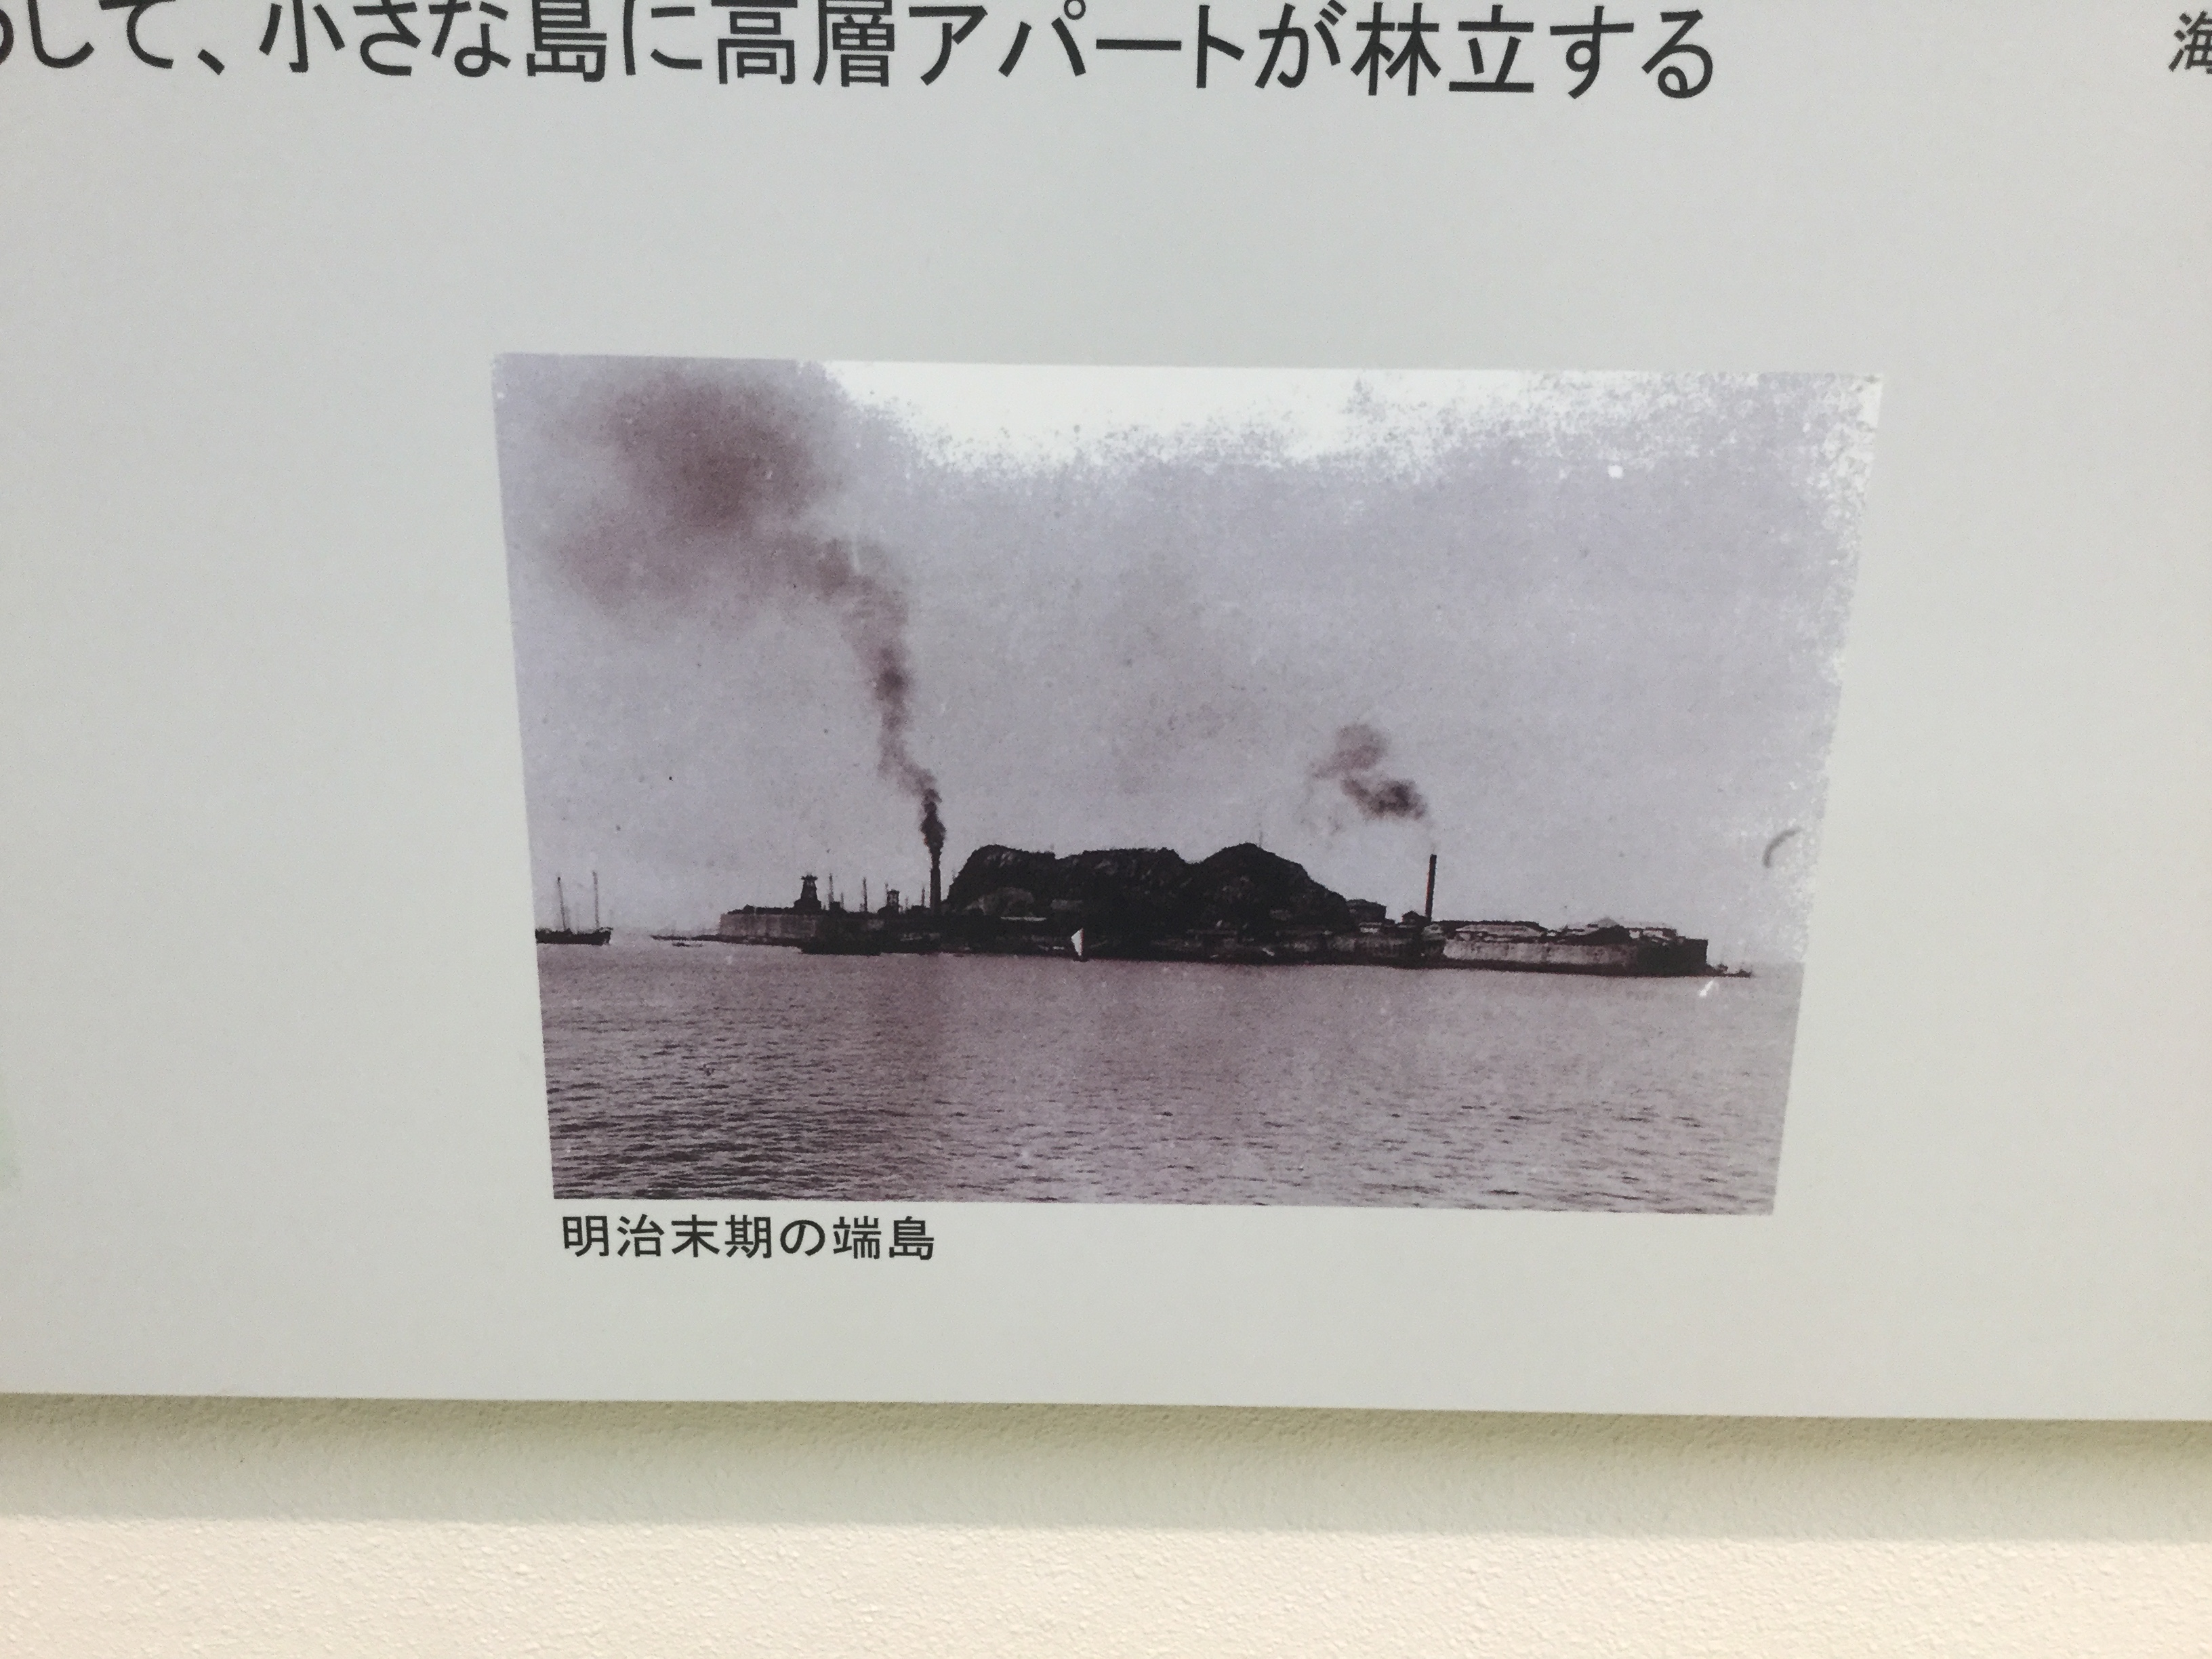 して、小さな島に高層アパートが林立する
海
明治末期の端島